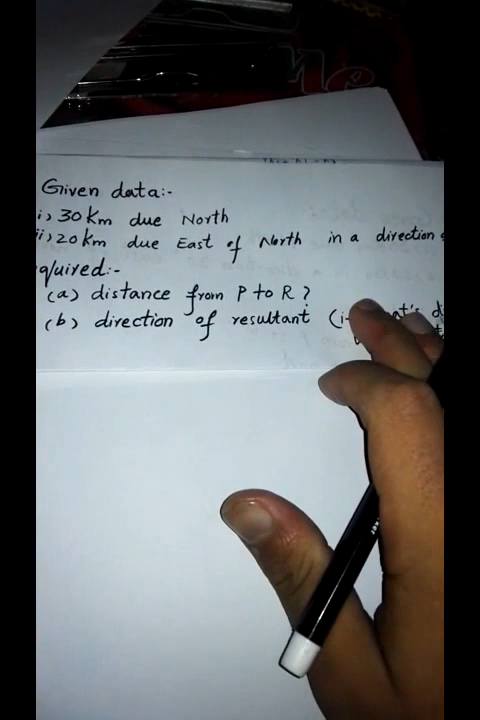 Given data:-
i, 30 km due North
ii, 20 km due East of North in a direction
quired:-
(a) distance from P to R?
(b) direction of resultant (i-